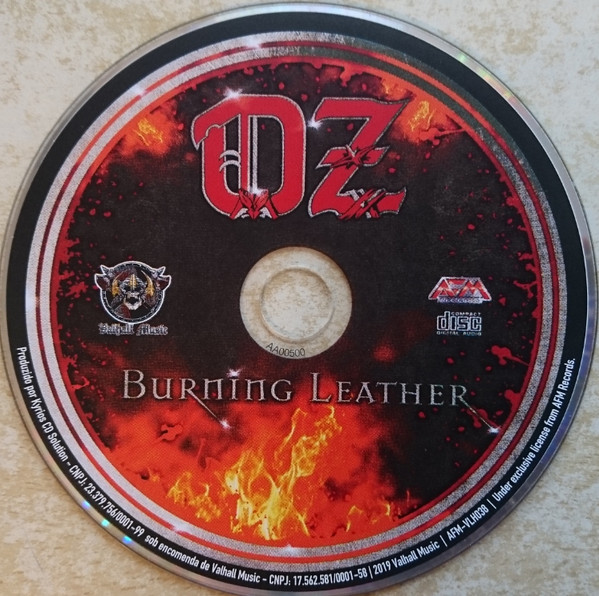 OZ
Valhall Music
AFM
RECORDS
COMPACT
disc
DIGITAL AUDIO
AA00500
BURNING LEATHER
Produzido por Kyrios CD Solution - CNPJ: 23.379.756/0001-99 sob encomenda de Valhall Music - CNPJ: 17.562.581/0001-58 | 2019 Valhall Music | AFM-VLH038 | Under exclusive license from AFM Records.